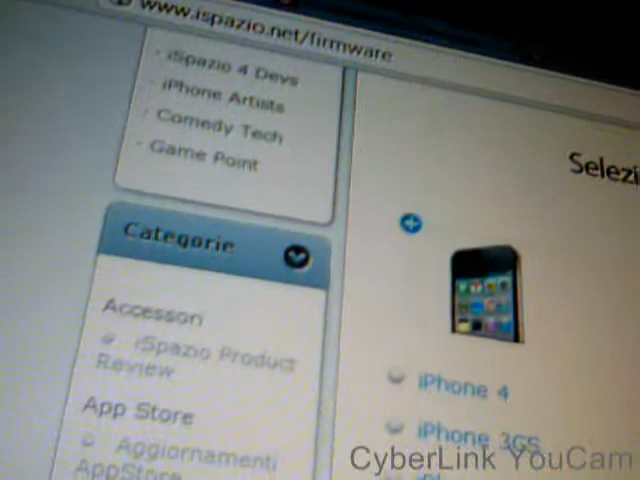 www.ispazio.net/firmware
iSpazio 4 Devs
iPhone Artists
Comedy Tech
Game Point
Categorie
Accessori
iSpazio Product
Review
App Store
Aggiornamenti
AppStore
Selezi
iPhone 4
iPhone 3GS
CyberLink YouCam